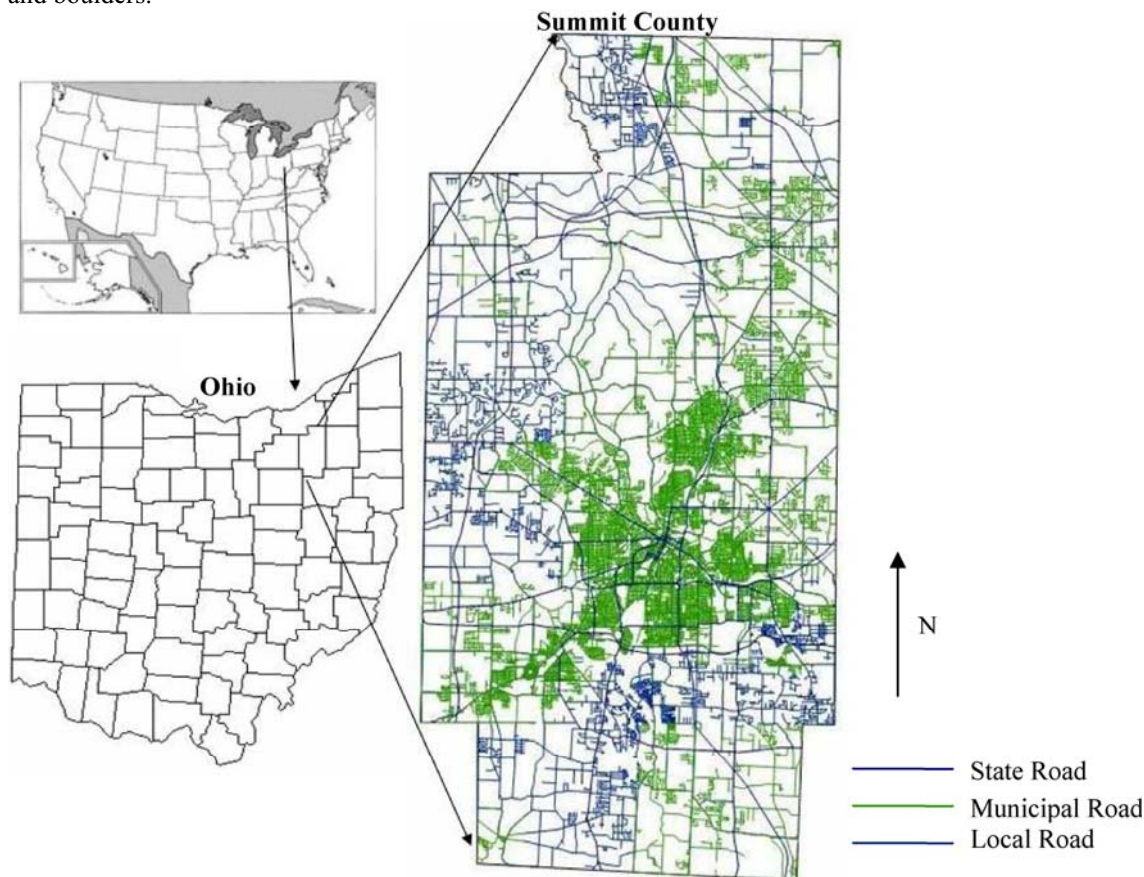 and boulders.
Summit County
Ohio
N
State Road
Municipal Road
Local Road